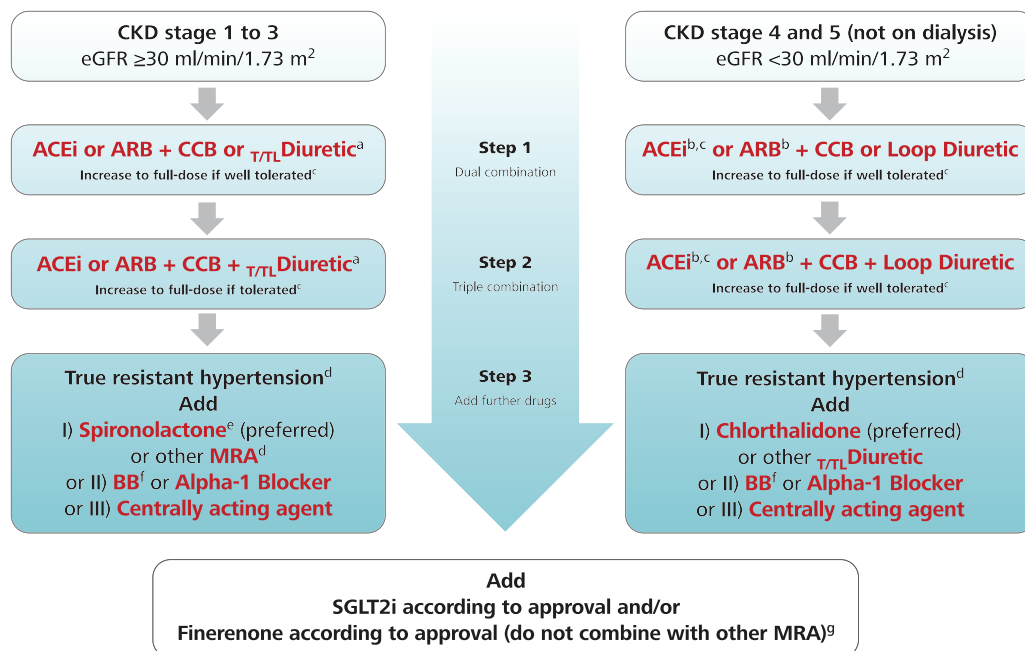 CKD stage 1 to 3
eGFR ≥30 ml/min/1.73 m²
ACEi or ARB + CCB or T/TLDiureticᵃ
Increase to full-dose if well toleratedᶜ
ACEi or ARB + CCB + T/TLDiureticᵃ
Increase to full-dose if toleratedᶜ
True resistant hypertensionᵈ
Add
I) Spironolactoneᵉ (preferred)
or other MRAᵈ
or II) BBᶠ or Alpha-1 Blocker
or III) Centrally acting agent
Step 1
Dual combination
Step 2
Triple combination
Step 3
Add further drugs
CKD stage 4 and 5 (not on dialysis)
eGFR <30 ml/min/1.73 m²
ACEiᵇ,ᶜ or ARBᵇ + CCB or Loop Diuretic
Increase to full-dose if well toleratedᶜ
ACEiᵇ,ᶜ or ARBᵇ + CCB + Loop Diuretic
Increase to full-dose if well toleratedᶜ
True resistant hypertensionᵈ
Add
I) Chlorthalidone (preferred)
or other T/TLDiuretic
or II) BBᶠ or Alpha-1 Blocker
or III) Centrally acting agent
Add
SGLT2i according to approval and/or
Finerenone according to approval (do not combine with other MRA)ᵍ